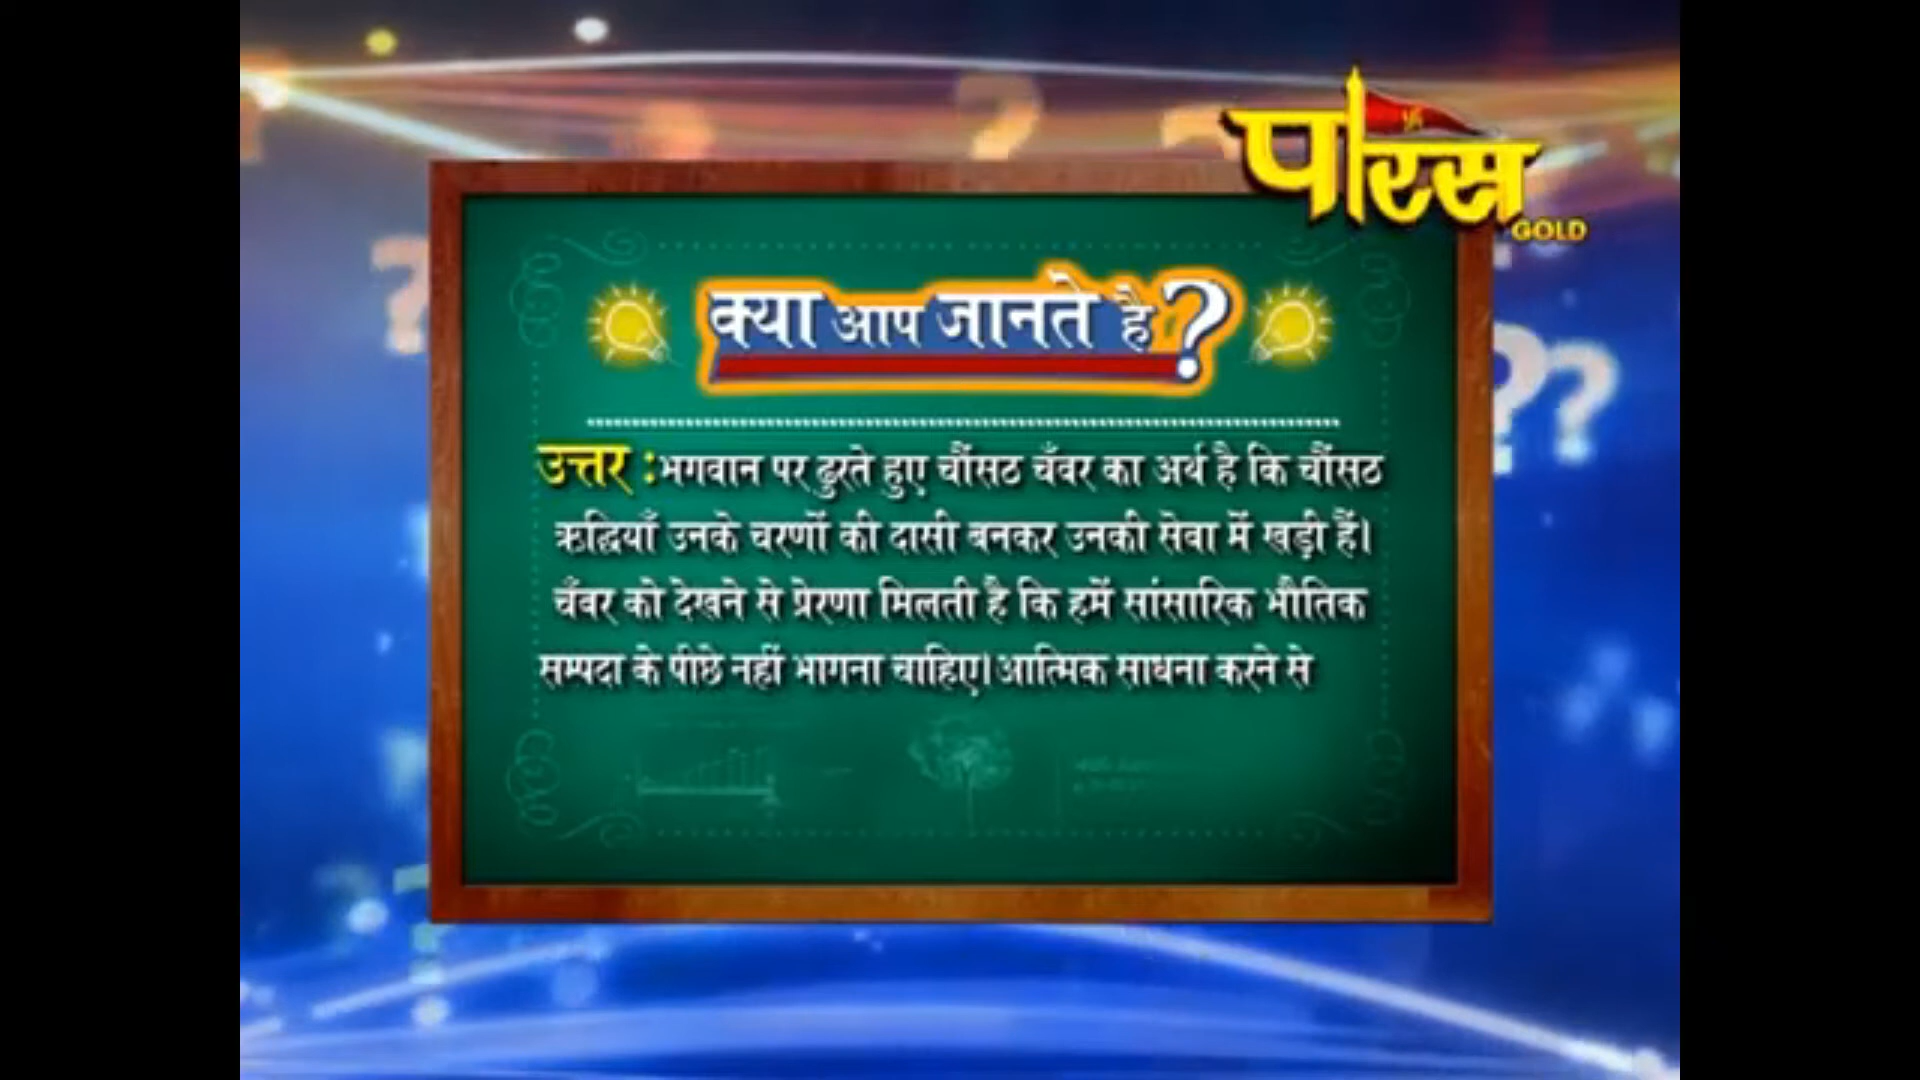 पारस
GOLD
क्या आप जानते है?
उत्तर :भगवान पर ढुरते हुए चौंसठ चँवर का अर्थ है कि चौंसठ
ऋद्धियाँ उनके चरणों की दासी बनकर उनकी सेवा में खड़ी हैं।
चँवर को देखने से प्रेरणा मिलती है कि हमें सांसारिक भौतिक
सम्पदा के पीछे नहीं भागना चाहिए।आत्मिक साधना करने से